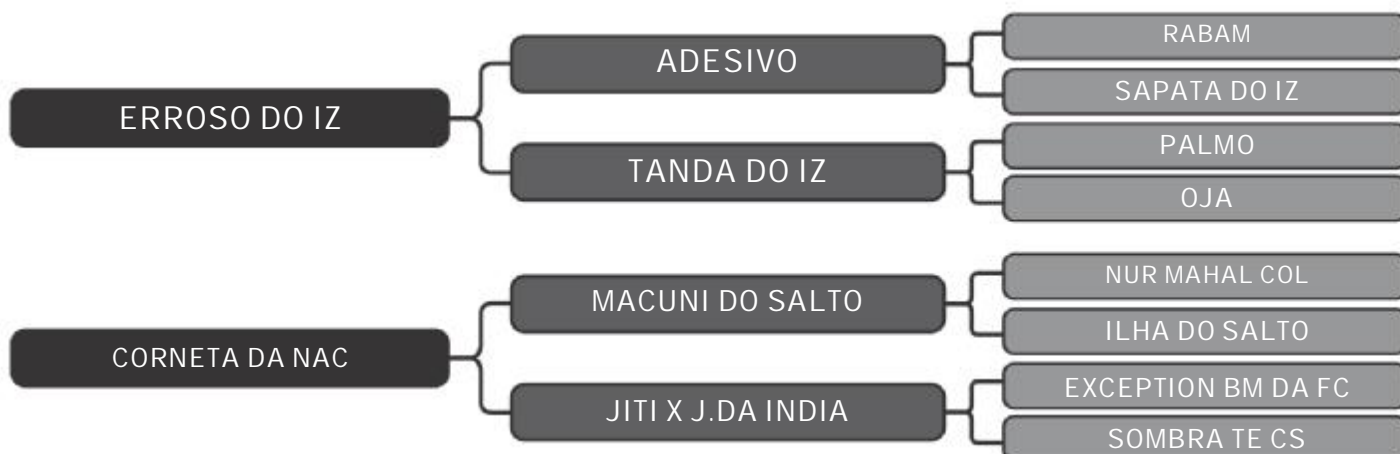 RABAM
ADESIVO
SAPATA DO IZ
ERROSO DO IZ
PALMO
TANDA DO IZ
OJA
NUR MAHAL COL
MACUNI DO SALTO
ILHA DO SALTO
CORNETA DA NAC
EXCEPTION BM DA FC
JITI X J.DA INDIA
SOMBRA TE CS